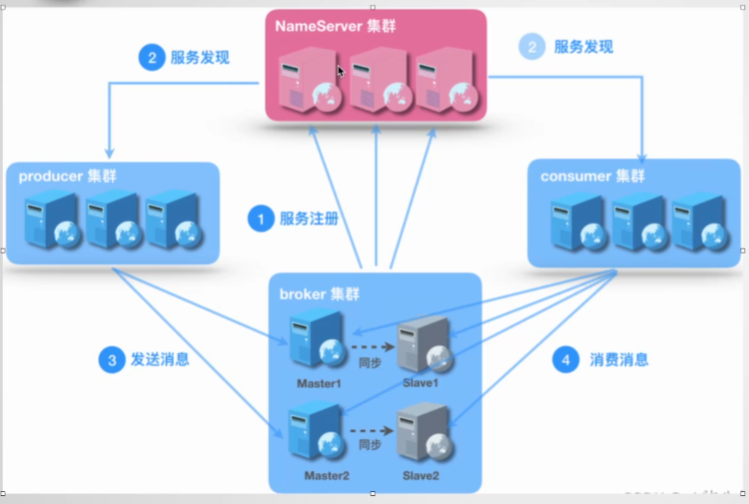 NameServer 集群
2 服务发现
2 服务发现
producer 集群
consumer 集群
1 服务注册
broker 集群
3 发送消息
同步
4 消费消息
Master1
Slave1
同步
Master2
Slave2